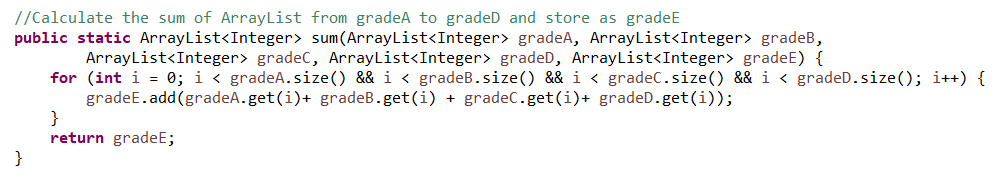 //Calculate the sum of ArrayList from gradeA to gradeD and store as gradeE
public static ArrayList<Integer> sum(ArrayList<Integer> gradeA, ArrayList<Integer> gradeB,
        ArrayList<Integer> gradeC, ArrayList<Integer> gradeD, ArrayList<Integer> gradeE) {
    for (int i = 0; i < gradeA.size() && i < gradeB.size() && i < gradeC.size() && i < gradeD.size(); i++) {
        gradeE.add(gradeA.get(i)+ gradeB.get(i) + gradeC.get(i)+ gradeD.get(i));
    }
    return gradeE;
}